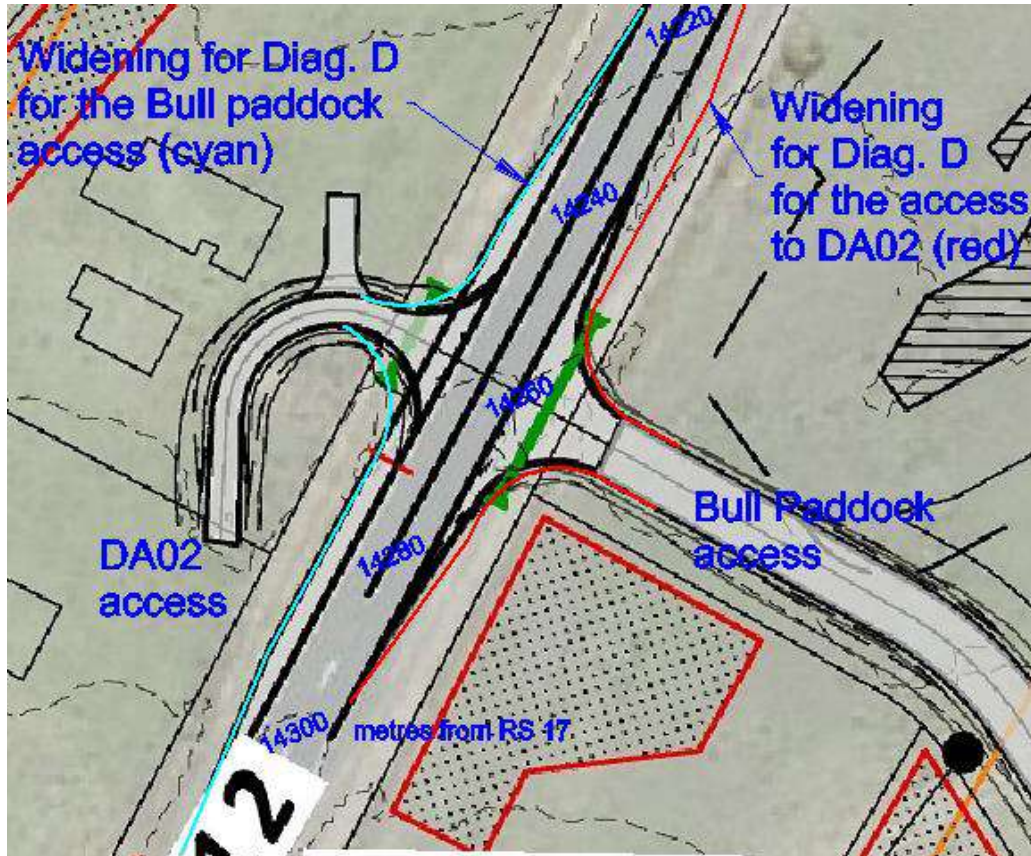 Widening for Diag. D
for the Bull paddock
access (cyan)
14220
Widening
for Diag. D
for the access
to DA02 (red)
14240
14260
Bull Paddock
access
DA02
access
14280
14300
metres from RS 17
2